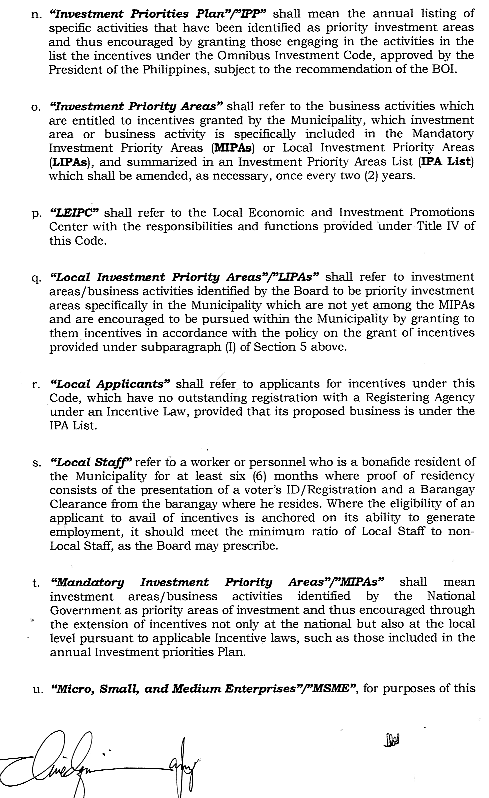 n. "Investment Priorities Plan"/"IPP" shall mean the annual listing of
specific activities that have been identified as priority investment areas
and thus encouraged by granting those engaging in the activities in the
list the incentives under the Omnibus Investment Code, approved by the
President of the Philippines, subject to the recommendation of the BOI.
o. "Investment Priority Areas" shall refer to the business activities which
are entitled to incentives granted by the Municipality, which investment
area or business activity is specifically included in the Mandatory
Investment Priority Areas (MIPAs) or Local Investment Priority Areas
(LIPAs), and summarized in an Investment Priority Areas List (IPA List)
which shall be amended, as necessary, once every two (2) years.
p. "LEIPC" shall refer to the Local Economic and Investment Promotions
Center with the responsibilities and functions provided under Title IV of
this Code.
q. "Local Investment Priority Areas"/"LIPAs" shall refer to investment
areas/business activities identified by the Board to be priority investment
areas specifically in the Municipality which are not yet among the MIPAs
and are encouraged to be pursued within the Municipality by granting to
them incentives in accordance with the policy on the grant of incentives
provided under subparagraph (I) of Section 5 above.
r. "Local Applicants" shall refer to applicants for incentives under this
Code, which have no outstanding registration with a Registering Agency
under an Incentive Law, provided that its proposed business is under the
IPA List.
s. "Local Staff" refer to a worker or personnel who is a bonafide resident of
the Municipality for at least six (6) months where proof of residency
consists of the presentation of a voter's ID/Registration and a Barangay
Clearance from the barangay where he resides. Where the eligibility of an
applicant to avail of incentives is anchored on its ability to generate
employment, it should meet the minimum ratio of Local Staff to non-
Local Staff, as the Board may prescribe.
t. "Mandatory Investment Priority Areas"/"MIPAs" shall mean
investment areas/business activities identified by the National
Government as priority areas of investment and thus encouraged through
the extension of incentives not only at the national but also at the local
level pursuant to applicable Incentive laws, such as those included in the
annual Investment priorities Plan.
u. "Micro, Small, and Medium Enterprises"/"MSME", for purposes of this